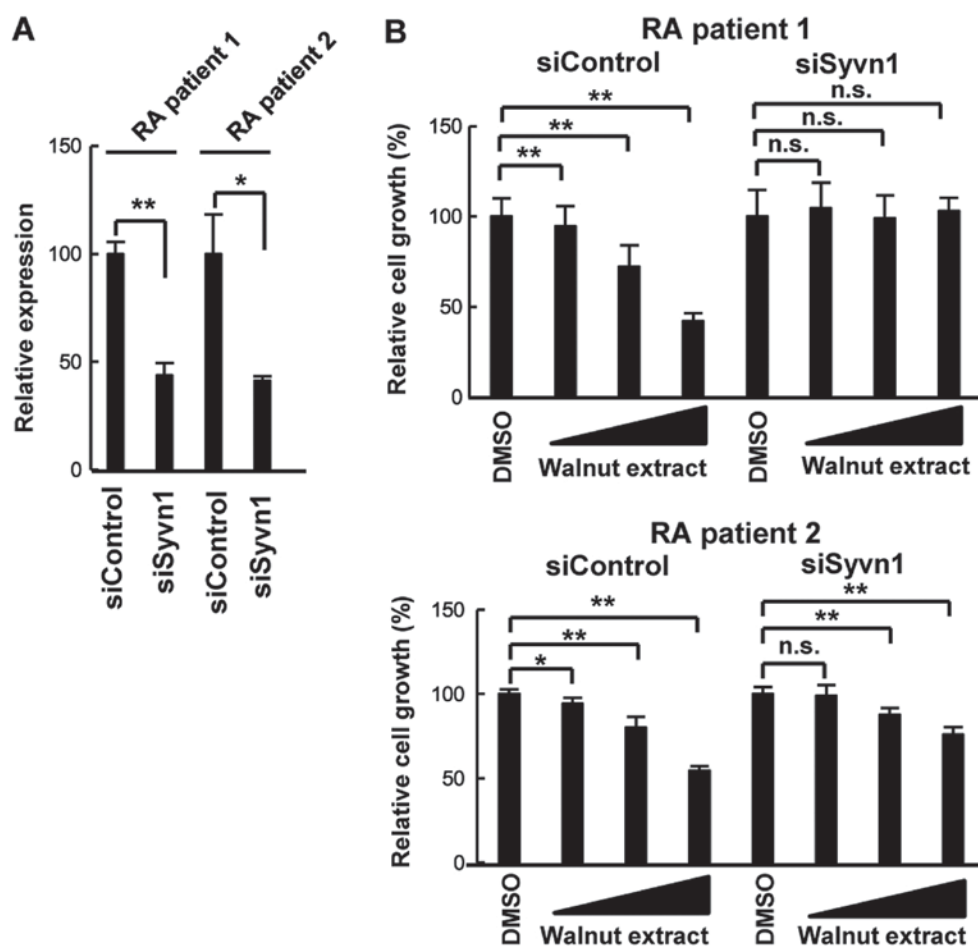 A
RA patient 1
RA patient 2
Relative expression
150
100
50
0
**
*
siControl
siSyvn1
siControl
siSyvn1
B
RA patient 1
siControl
siSyvn1
Relative cell growth (%)
150
100
50
0
**
**
**
n.s.
n.s.
n.s.
DMSO
Walnut extract
DMSO
Walnut extract
RA patient 2
siControl
siSyvn1
Relative cell growth (%)
150
100
50
0
**
**
*
**
**
n.s.
DMSO
Walnut extract
DMSO
Walnut extract